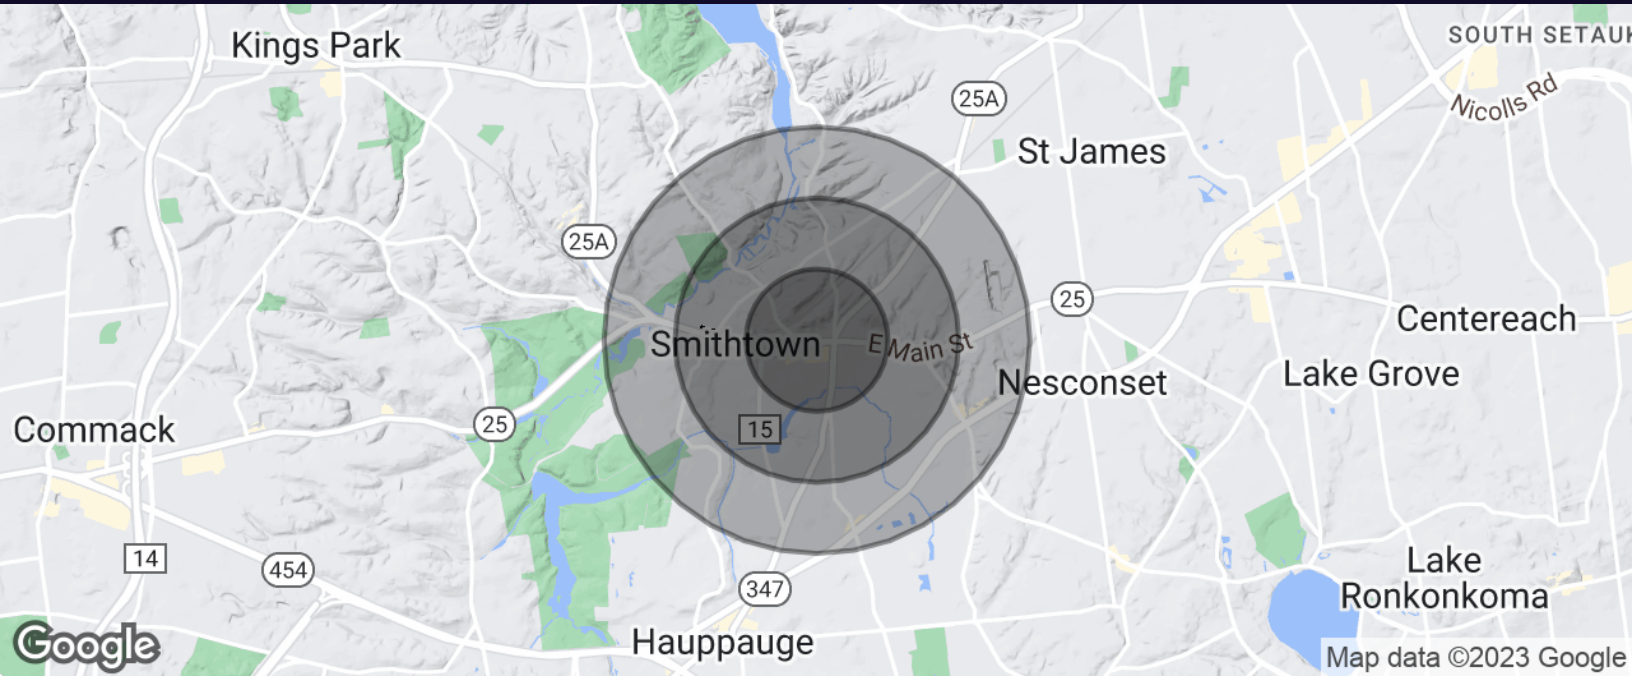 Kings Park
SOUTH SETAUK
25A
Nicolls Rd
St James
25A
25
Smithtown
E Main St
Centereach
Nesconset
Lake Grove
Commack
25
15
14
454
347
Lake
Ronkonkoma
Hauppauge
Google
Map data ©2023 Google